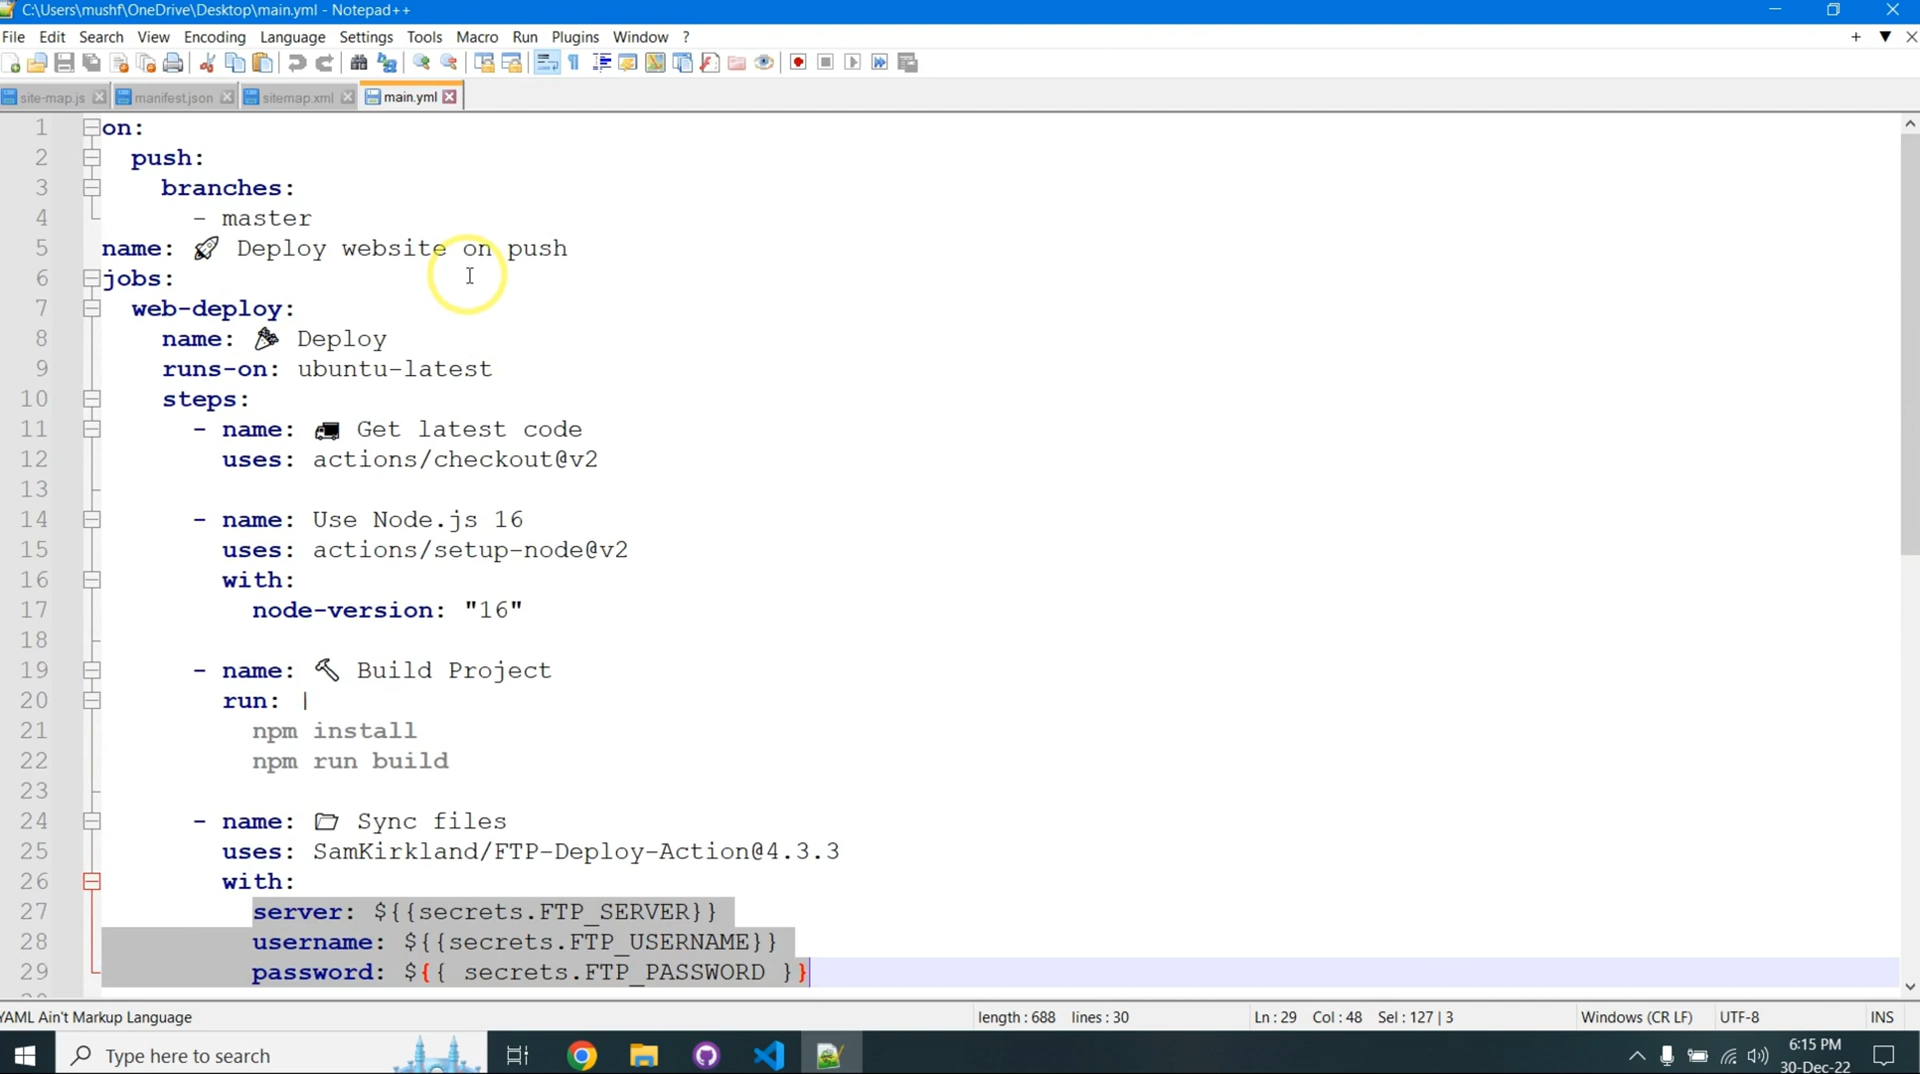 C:\Users\mushf\OneDrive\Desktop\main.yml - Notepad++
File Edit Search View Encoding Language Settings Tools Macro Run Plugins Window ?
site-map.js manifest.json sitemap.xml main.yml
1 on:
2 push:
3 branches:
4 - master
5 name: 🚀 Deploy website on push
6 jobs:
7 web-deploy:
8 name: 🎉 Deploy
9 runs-on: ubuntu-latest
10 steps:
11 - name: 🚚 Get latest code
12 uses: actions/checkout@v2
13
14 - name: Use Node.js 16
15 uses: actions/setup-node@v2
16 with:
17 node-version: "16"
18
19 - name: 🔨 Build Project
20 run: |
21 npm install
22 npm run build
23
24 - name: 📂 Sync files
25 uses: SamKirkland/FTP-Deploy-Action@4.3.3
26 with:
27 server: ${{secrets.FTP_SERVER}}
28 username: ${{secrets.FTP_USERNAME}}
29 password: ${{ secrets.FTP_PASSWORD }}
YAML Ain't Markup Language length : 688 lines : 30 Ln : 29 Col : 48 Sel : 127 | 3 Windows (CR LF) UTF-8 INS
Type here to search
6:15 PM
30-Dec-22